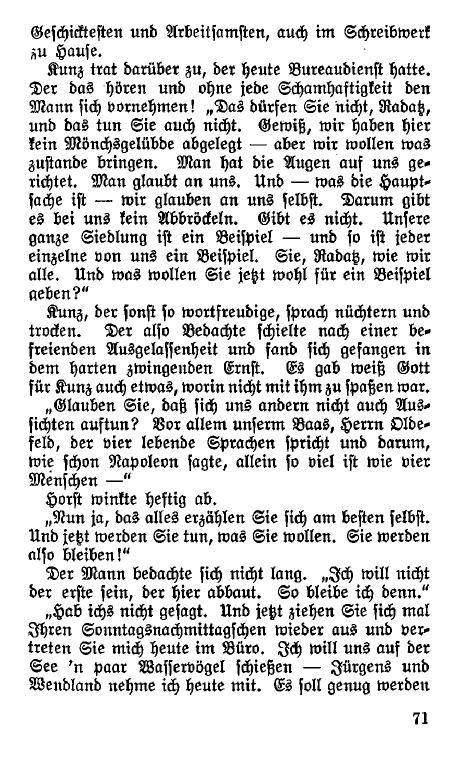 Geschicktesten und Arbeitsamsten, auch im Schreibwerk
zu Hause.
Kunz trat darüber zu, der heute Bureaudienst hatte.
Der das hören und ohne jede Schamhaftigkeit den
Mann sich vornehmen! „Das dürfen Sie nicht, Radatz,
und das tun Sie auch nicht. Gewiß, wir haben hier
kein Mönchsgelübde abgelegt — aber wir wollen was
zustande bringen. Man hat die Augen auf uns ge-
richtet. Man glaubt an uns. Und — was die Haupt-
sache ist — wir glauben an uns selbst. Darum gibt
es bei uns kein Abbröckeln. Gibt es nicht. Unsere
ganze Siedlung ist ein Beispiel — und so ist jeder
einzelne von uns ein Beispiel. Sie, Radatz, wie wir
alle. Und was wollen Sie jetzt wohl für ein Beispiel
geben?“
Kunz, der sonst so wortfreudige, sprach nüchtern und
trocken. Der also Bedachte schielte nach einer be-
freienden Ausgelassenheit und fand sich gefangen in
dem harten zwingenden Ernst. Es gab weiß Gott
für Kunz auch etwas, worin nicht mit ihm zu spaßen war.
„Glauben Sie, daß sich uns andern nicht auch Aus-
sichten auftun? Vor allem unserm Baas, Herrn Olde-
feld, der vier lebende Sprachen spricht und darum,
wie schon Napoleon sagte, allein so viel ist wie vier
Menschen —“
Horst winkte heftig ab.
„Nun ja, das alles erzählen Sie sich am besten selbst.
Und jetzt werden Sie tun, was Sie wollen. Sie werden
also bleiben!“
Der Mann bedachte sich nicht lang. „Ich will nicht
der erste sein, der hier abbaut. So bleibe ich denn.“
„Hab ichs nicht gesagt. Und jetzt ziehen Sie sich mal
Ihren Sonntagsnachmittagschen wieder aus und ver-
treten Sie mich heute im Büro. Ich will uns auf der
See 'n paar Wasservögel schießen — Jürgens und
Wendland nehme ich heute mit. Es soll genug werden
71